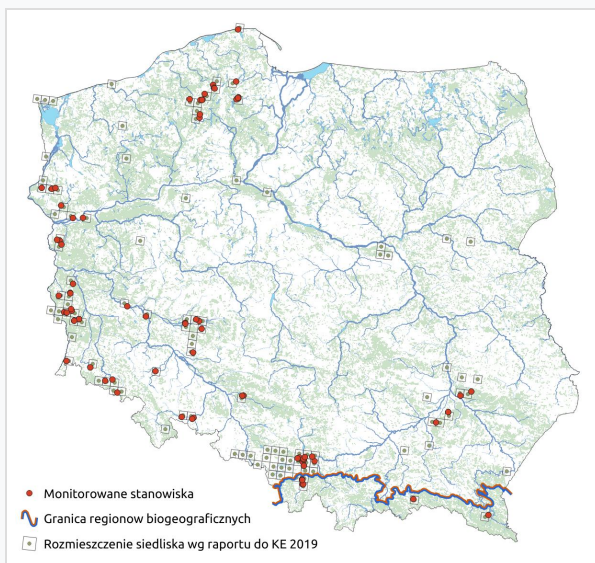 Monitorowane stanowiska
Granica regionow biogeograficznych
Rozmieszczenie siedliska wg raportu do KE 2019